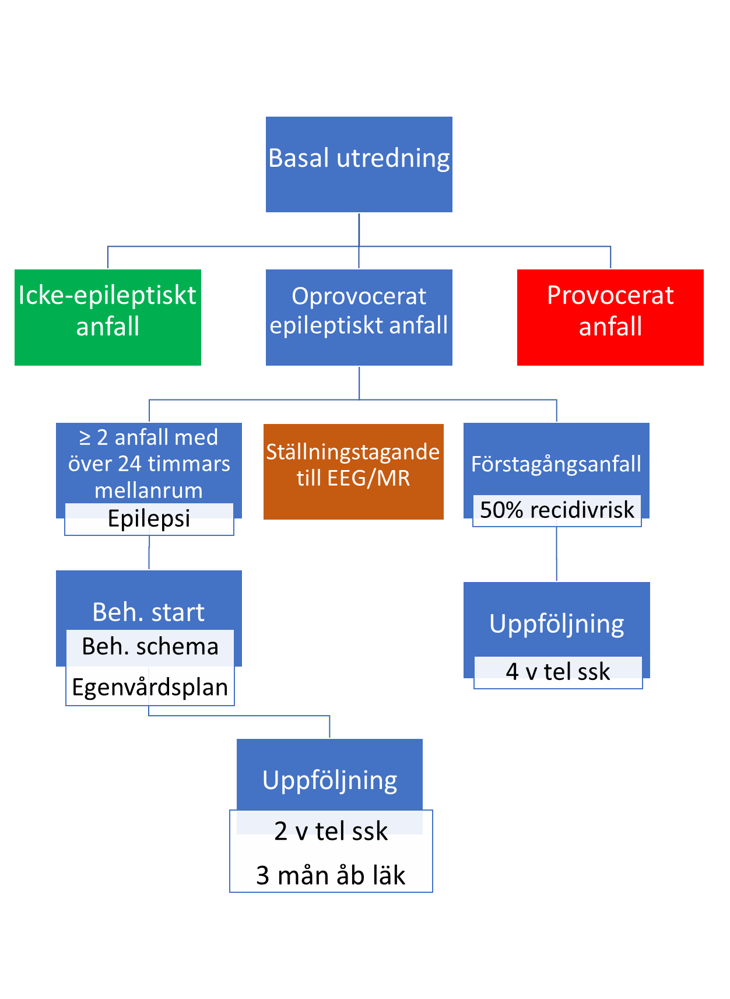 Basal utredning
Icke-epileptiskt
anfall
Oprovocerat
epileptiskt anfall
Provocerat
anfall
≥ 2 anfall med
över 24 timmars
mellanrum
Epilepsi
Ställningstagande
till EEG/MR
Förstagångsanfall
50% recidivrisk
Beh. start
Beh. schema
Egenvårdsplan
Uppföljning
4 v tel ssk
Uppföljning
2 v tel ssk
3 mån åb läk